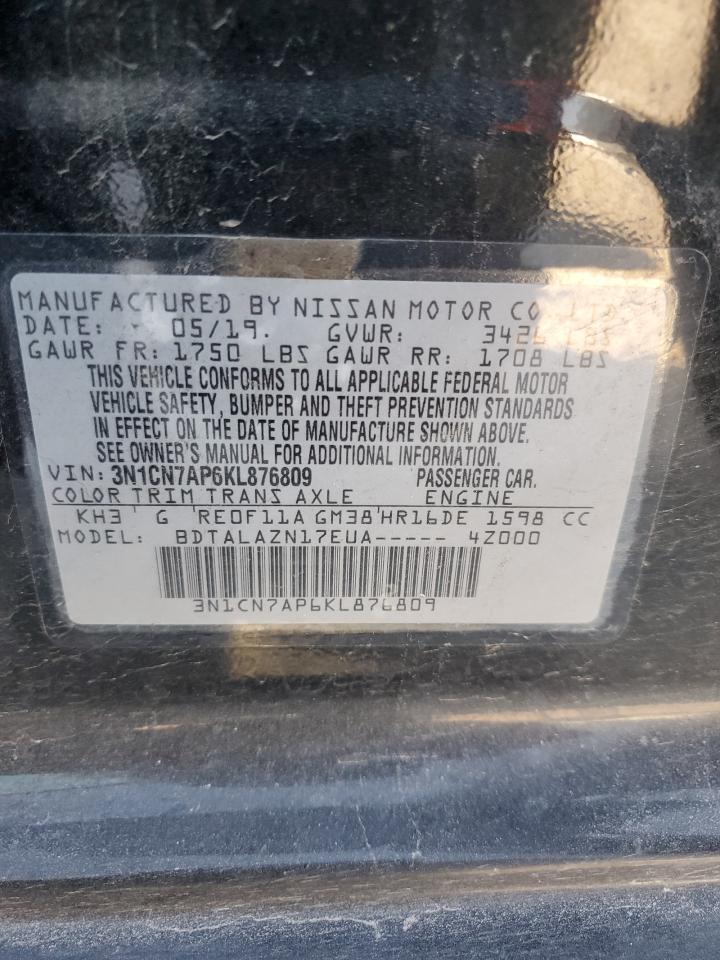 MANUFACTURED BY NISSAN MOTOR CO. LTD.
DATE: 05/19. GVWR: LBS
GAWR FR: 1750 LBS GAWR RR: 1708 LBS
THIS VEHICLE CONFORMS TO ALL APPLICABLE FEDERAL MOTOR
VEHICLE SAFETY, BUMPER AND THEFT PREVENTION STANDARDS
IN EFFECT ON THE DATE OF MANUFACTURE SHOWN ABOVE.
SEE OWNER'S MANUAL FOR ADDITIONAL INFORMATION.
VIN: 3N1CN7AP6KL876809 PASSENGER CAR.
COLOR TRIM TRANS AXLE ENGINE
KH3 G RE0F11A GM38 HR16DE 1598 CC
MODEL: BDTALAZN17EUA----- 4Z000
3N1CN7AP6KL876809